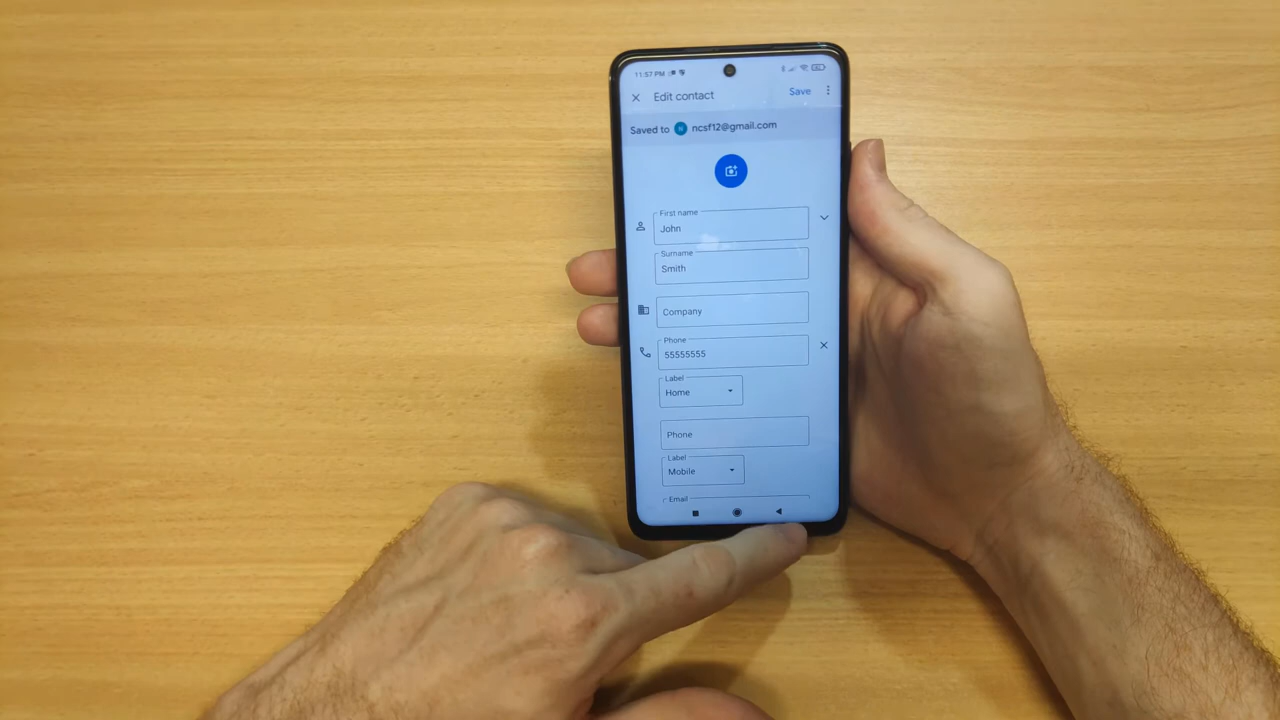 11:57 PM
Edit contact
Save
Saved to N ncsf12@gmail.com
First name
John
Surname
Smith
Company
Phone
55555555
Label
Home
Phone
Label
Mobile
Email